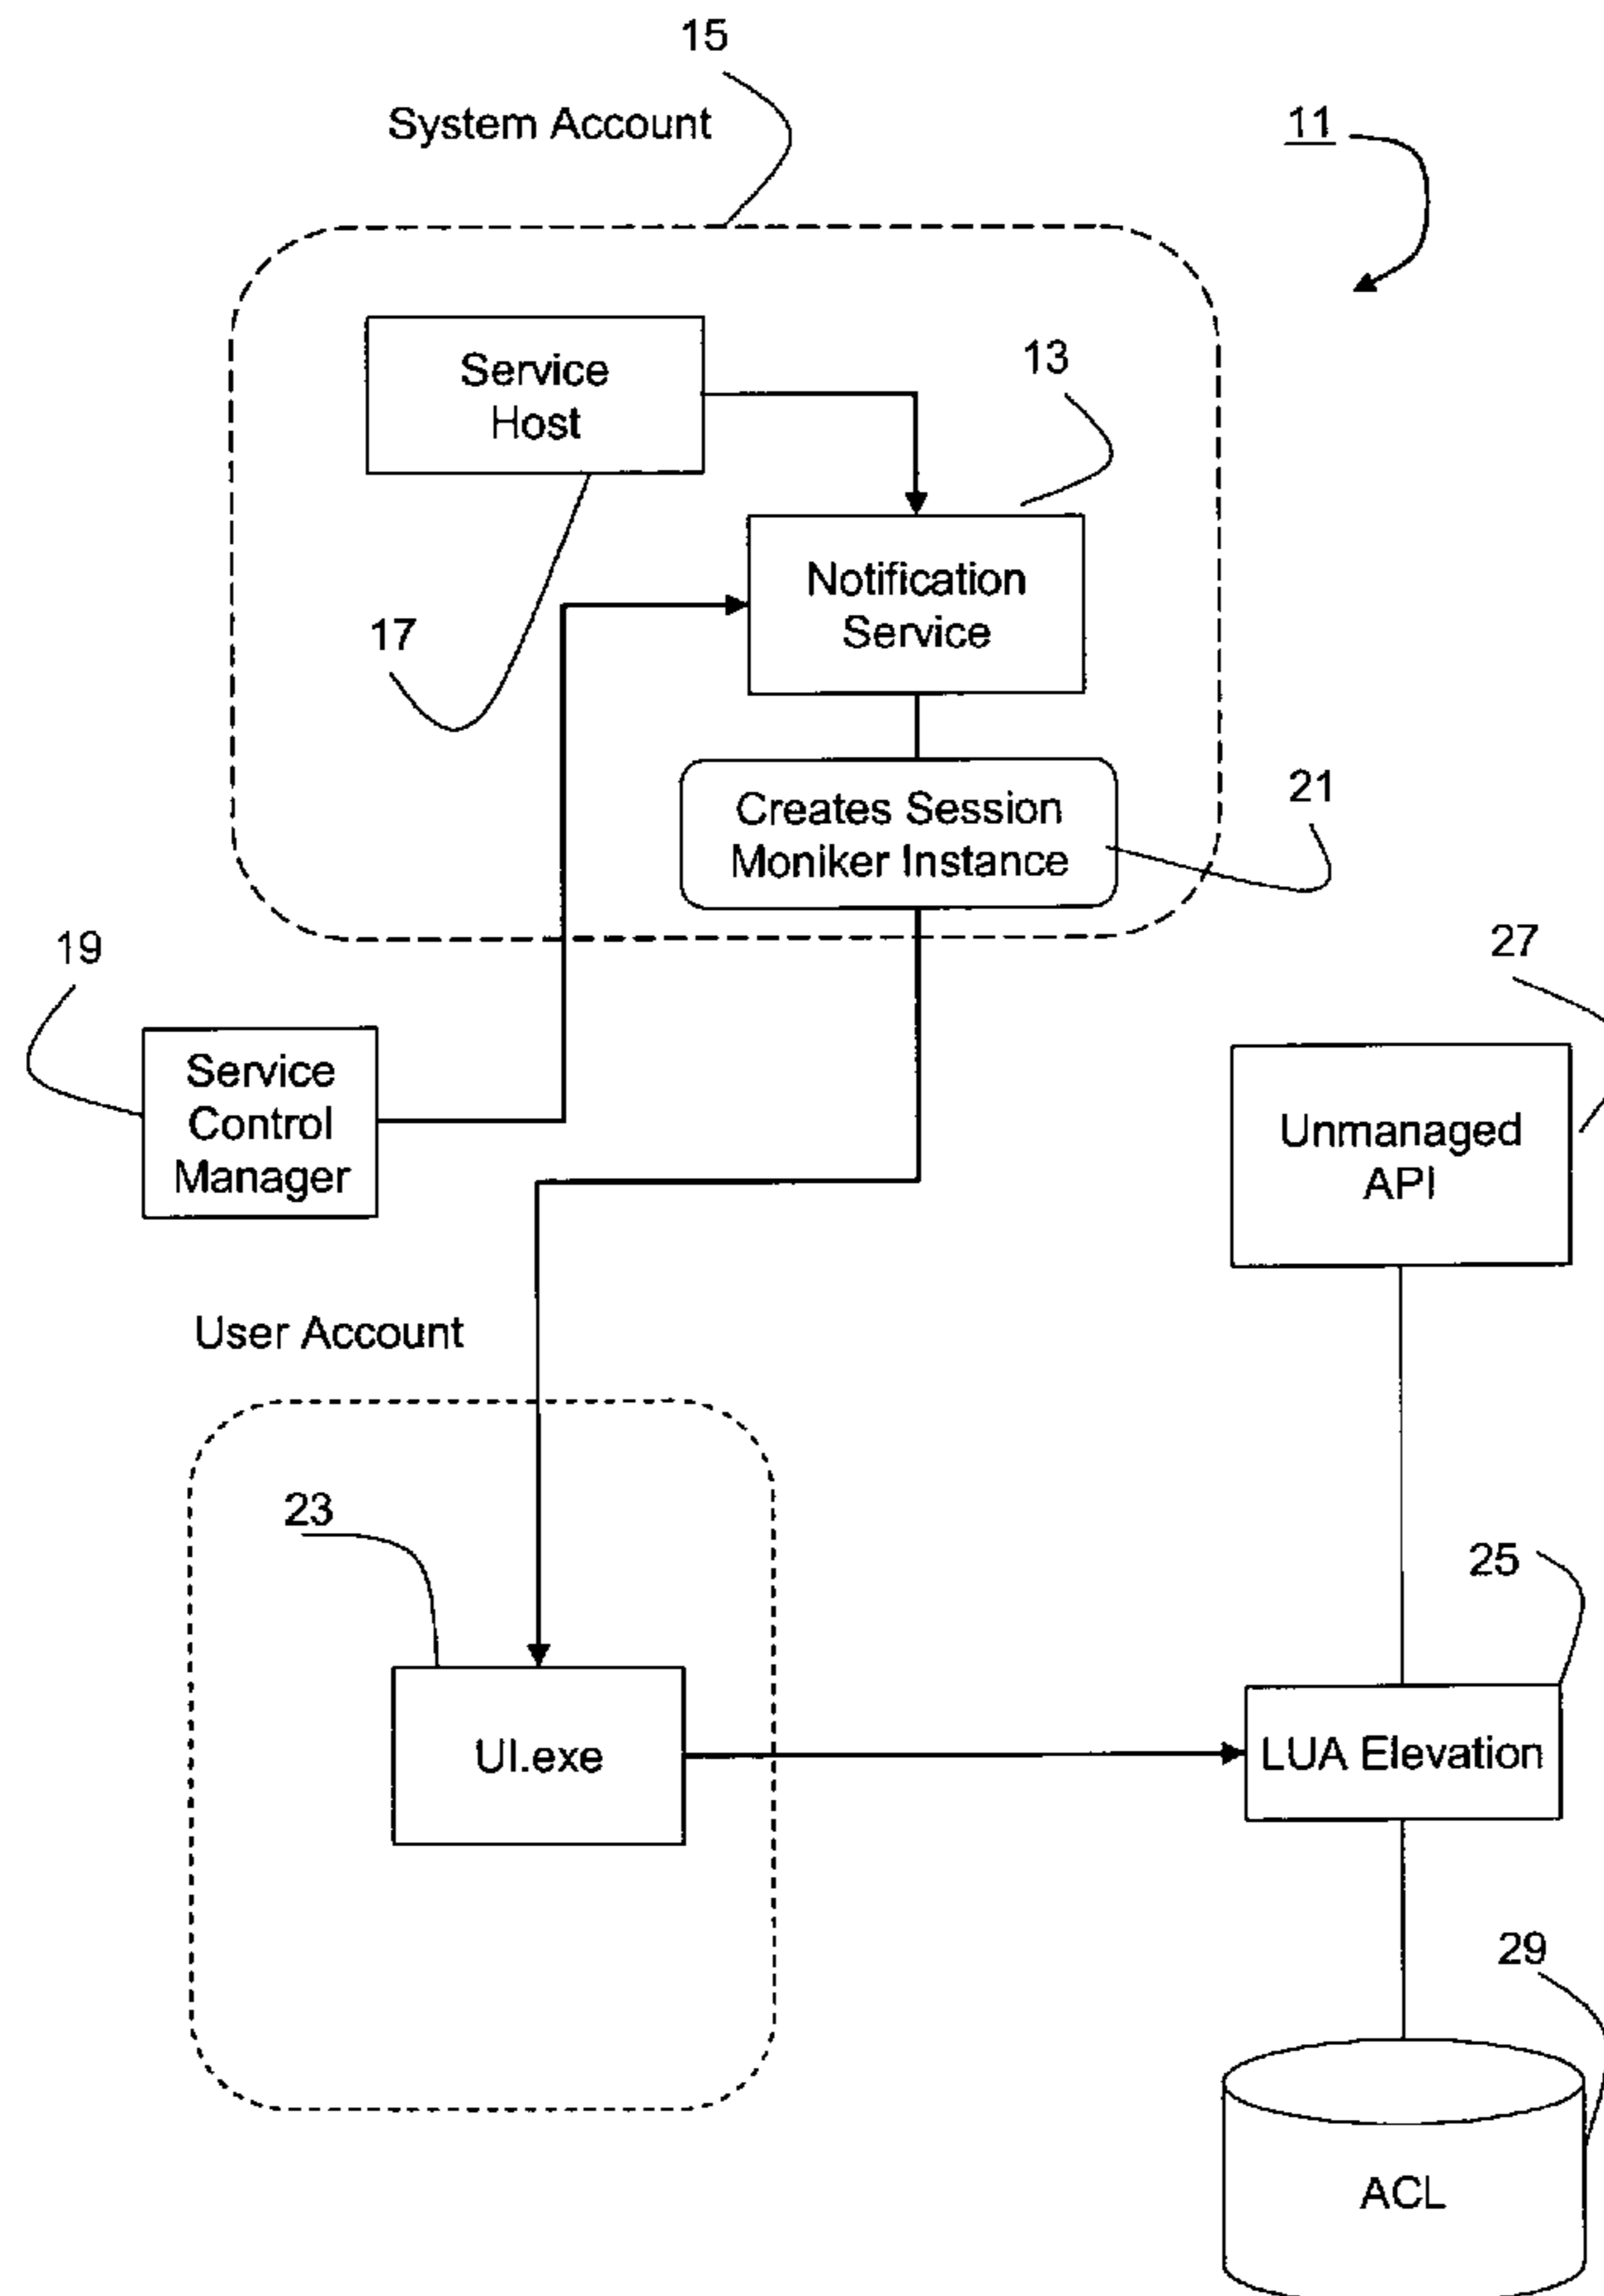 15
System Account
11
Service
Host
13
Notification
Service
17
Creates Session
Moniker Instance
21
19
27
Service
Control
Manager
Unmanaged
API
User Account
23
25
UI.exe
LUA Elevation
29
ACL